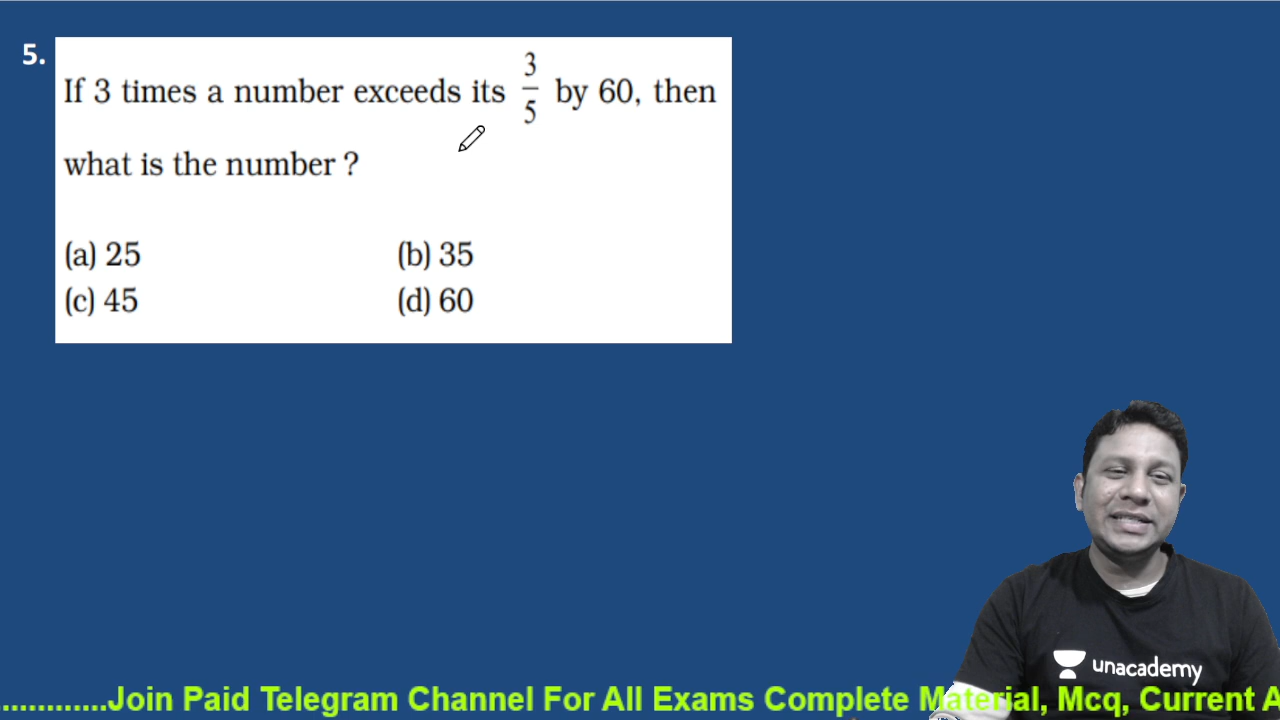 5.
If 3 times a number exceeds its 3/5 by 60, then
what is the number ?
(a) 25 (b) 35
(c) 45 (d) 60
unacademy
.............Join Paid Telegram Channel For All Exams Complete Material, Mcq, Current A